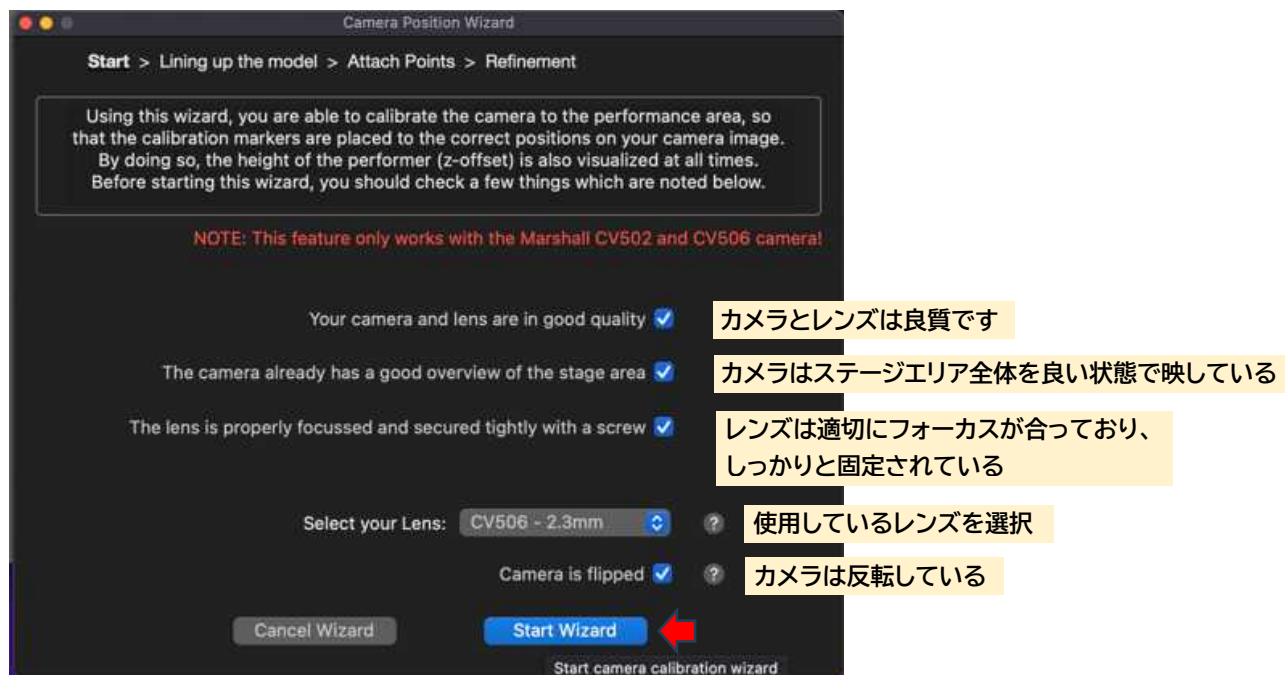 Camera Position Wizard
Start > Lining up the model > Attach Points > Refinement
Using this wizard, you are able to calibrate the camera to the performance area, so
that the calibration markers are placed to the correct positions on your camera image.
By doing so, the height of the performer (z-offset) is also visualized at all times.
Before starting this wizard, you should check a few things which are noted below.
NOTE: This feature only works with the Marshall CV502 and CV506 camera!
Your camera and lens are in good quality
カメラとレンズは良質です
The camera already has a good overview of the stage area
カメラはステージエリア全体を良い状態で映している
The lens is properly focussed and secured tightly with a screw
レンズは適切にフォーカスが合っており、
しっかりと固定されている
Select your Lens: CV506 - 2.3mm ?
使用しているレンズを選択
Camera is flipped ?
カメラは反転している
Cancel Wizard
Start Wizard
Start camera calibration wizard